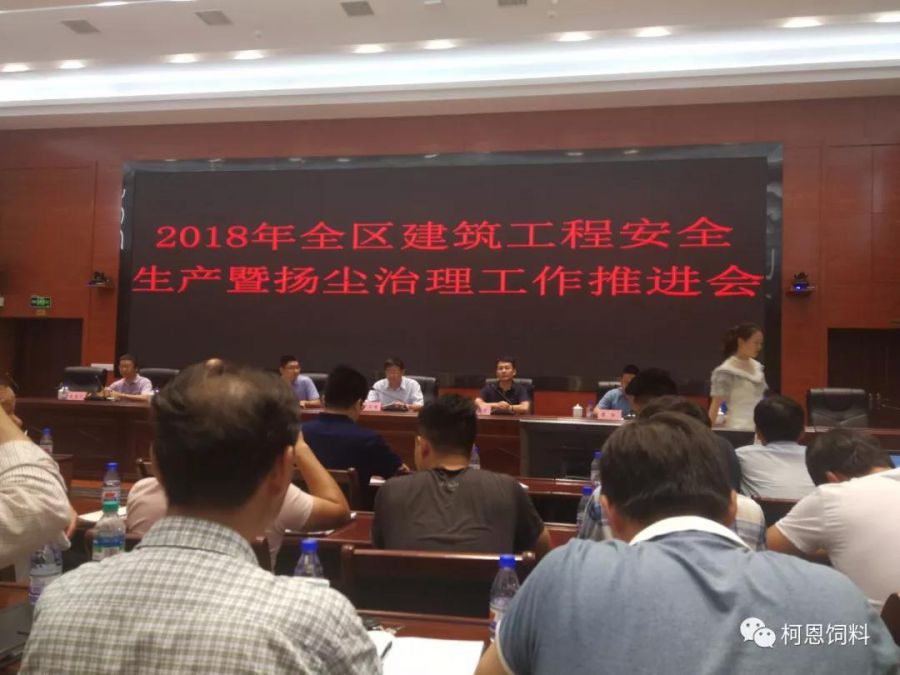 2018年全区建筑工程安全
生产暨扬尘治理工作推进会
柯恩饲料